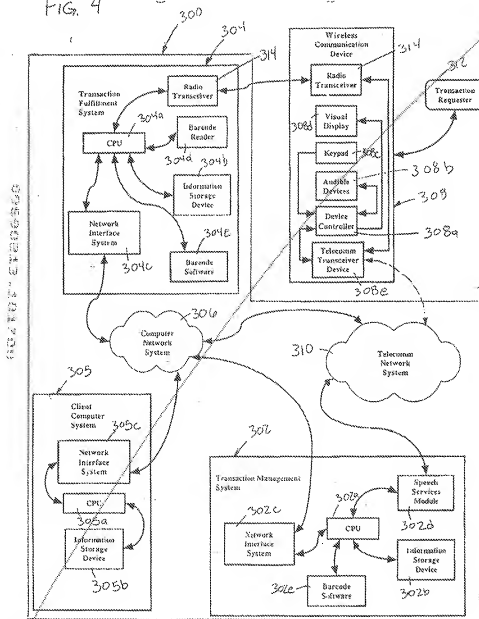 FIG. 4
300
304
314
Radio
Transceiver
Transaction
Fulfillment
System
304a
CPU
Barcode
Reader
304d
304b
Information
Storage
Device
Network
Interface
System
304c
304E
Barcode Software
Wireless
Communication
Device
314
Radio
Transceiver
308d
Visual
Display
Keypad
308c
Audible
Devices
308b
Device
Controller
308a
Telecomm
Transceiver
Device
308e
312
Transaction
Requester
306
Computer
Network
System
310
Telecomm
Network
System
305
Client
Computer
System
305c
Network
Interface
System
CPU
305a
Information
Storage
Device
305b
302
Transaction Management
System
302c
Network
Interface
System
302a
CPU
Speech
Services
Module
302d
302e
Barcode
Software
Information
Storage
Device
302b